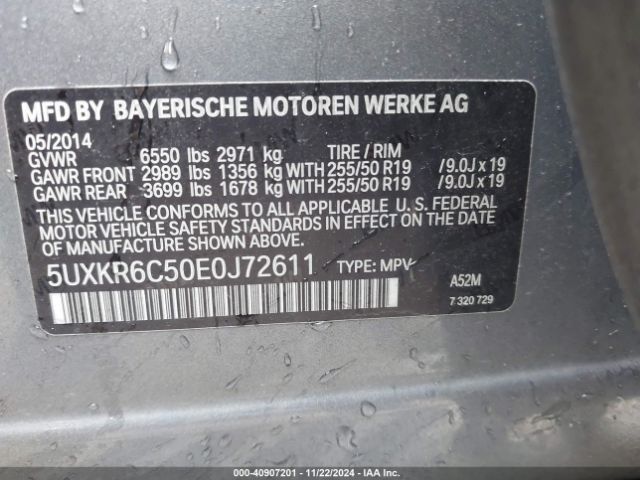 MFD BY BAYERISCHE MOTOREN WERKE AG
05/2014
GVWR 6550 lbs 2971 kg TIRE / RIM
GAWR FRONT 2989 lbs 1356 kg WITH 255/50 R19 /9.0J x 19
GAWR REAR 3699 lbs 1678 kg WITH 255/50 R19 /9.0J x 19
THIS VEHICLE CONFORMS TO ALL APPLICABLE U. S. FEDERAL
MOTOR VEHICLE SAFETY STANDARDS IN EFFECT ON THE DATE
OF MANUFACTURE SHOWN ABOVE.
5UXKR6C50E0J72611 TYPE: MPV
A52M
7 320 729
000-40907201 - 11/22/2024 - IAAI.COM